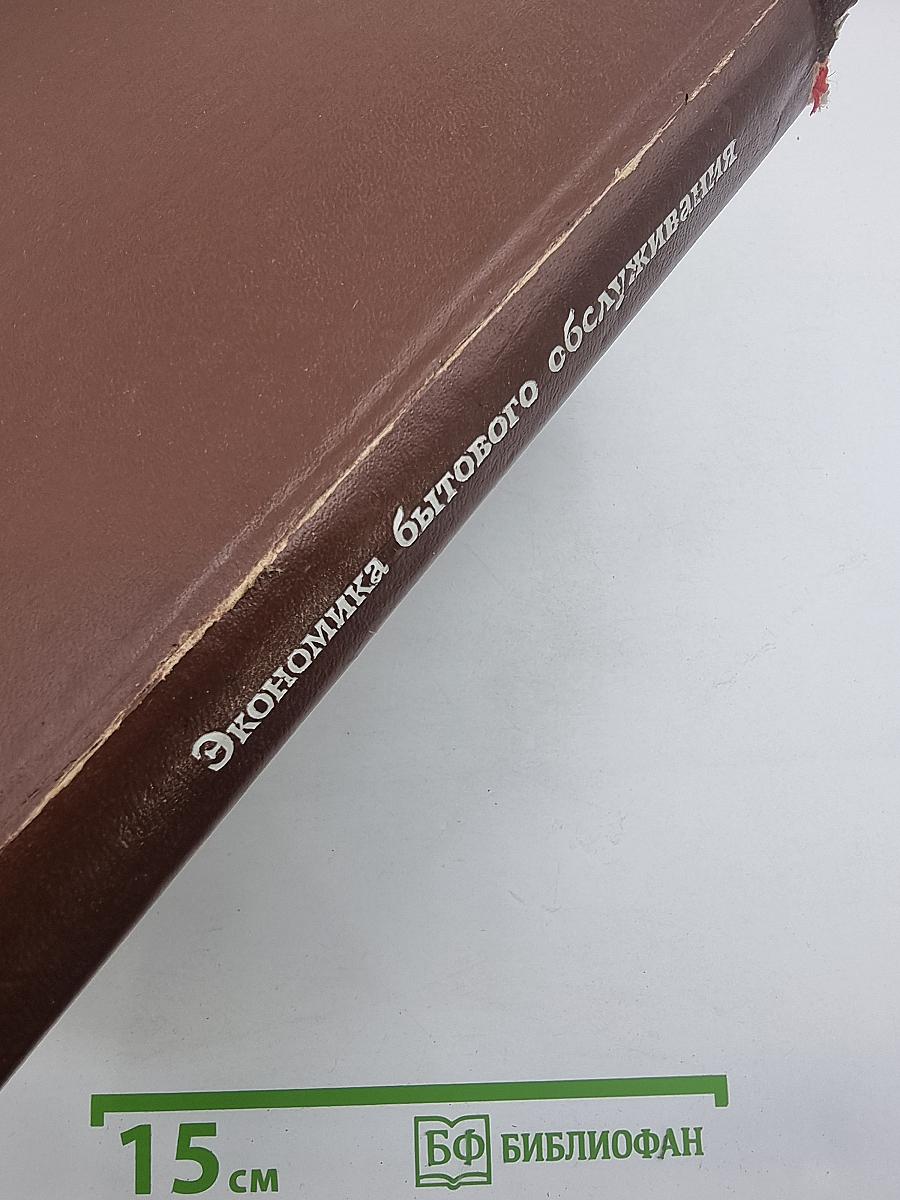 Экономика бытового обслуживания
15 см
БФ БИБЛИОФАН